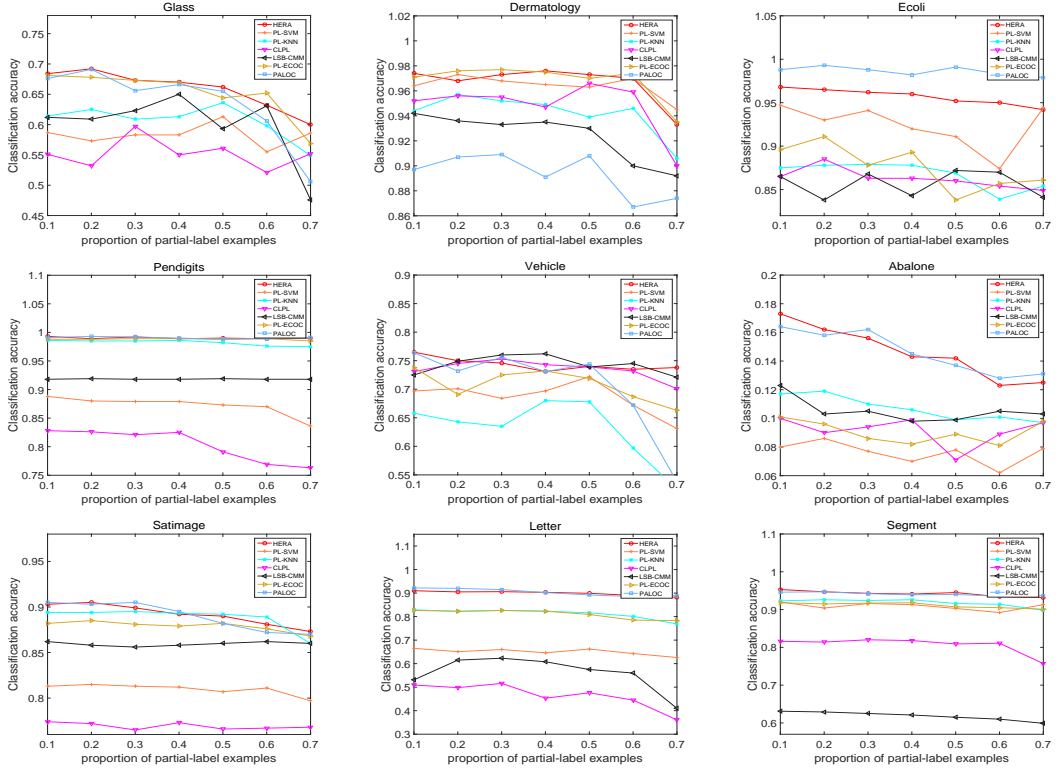 Glass
Classification accuracy
0.75
0.7
0.65
0.6
0.55
0.5
0.45
0.1 0.2 0.3 0.4 0.5 0.6 0.7
proportion of partial-label examples
HERA
PL-SVM
PL-KNN
CLPL
LSB-CMM
PL-ECOC
PALOC
Dermatology
Classification accuracy
1.02
1
0.98
0.96
0.94
0.92
0.9
0.88
0.86
0.1 0.2 0.3 0.4 0.5 0.6 0.7
proportion of partial-label examples
HERA
PL-SVM
PL-KNN
CLPL
LSB-CMM
PL-ECOC
PALOC
Ecoli
Classification accuracy
1.05
1
0.95
0.9
0.85
0.1 0.2 0.3 0.4 0.5 0.6 0.7
proportion of partial-label examples
HERA
PL-SVM
PL-KNN
CLPL
LSB-CMM
PL-ECOC
PALOC
Pendigits
Classification accuracy
1.1
1.05
1
0.95
0.9
0.85
0.8
0.75
0.1 0.2 0.3 0.4 0.5 0.6 0.7
proportion of partial-label examples
HERA
PL-SVM
PL-KNN
CLPL
LSB-CMM
PL-ECOC
PALOC
Vehicle
Classification accuracy
0.9
0.85
0.8
0.75
0.7
0.65
0.6
0.55
0.1 0.2 0.3 0.4 0.5 0.6 0.7
proportion of partial-label examples
HERA
PL-SVM
PL-KNN
CLPL
LSB-CMM
PL-ECOC
PALOC
Abalone
Classification accuracy
0.2
0.18
0.16
0.14
0.12
0.1
0.08
0.06
0.1 0.2 0.3 0.4 0.5 0.6 0.7
proportion of partial-label examples
HERA
PL-SVM
PL-KNN
CLPL
LSB-CMM
PL-ECOC
PALOC
Satimage
Classification accuracy
0.95
0.9
0.85
0.8
0.1 0.2 0.3 0.4 0.5 0.6 0.7
proportion of partial-label examples
HERA
PL-SVM
PL-KNN
CLPL
LSB-CMM
PL-ECOC
PALOC
Letter
Classification accuracy
1.1
1
0.9
0.8
0.7
0.6
0.5
0.4
0.3
0.1 0.2 0.3 0.4 0.5 0.6 0.7
proportion of partial-label examples
HERA
PL-SVM
PL-KNN
CLPL
LSB-CMM
PL-ECOC
PALOC
Segment
Classification accuracy
1.1
1
0.9
0.8
0.7
0.6
0.1 0.2 0.3 0.4 0.5 0.6 0.7
proportion of partial-label examples
HERA
PL-SVM
PL-KNN
CLPL
LSB-CMM
PL-ECOC
PALOC